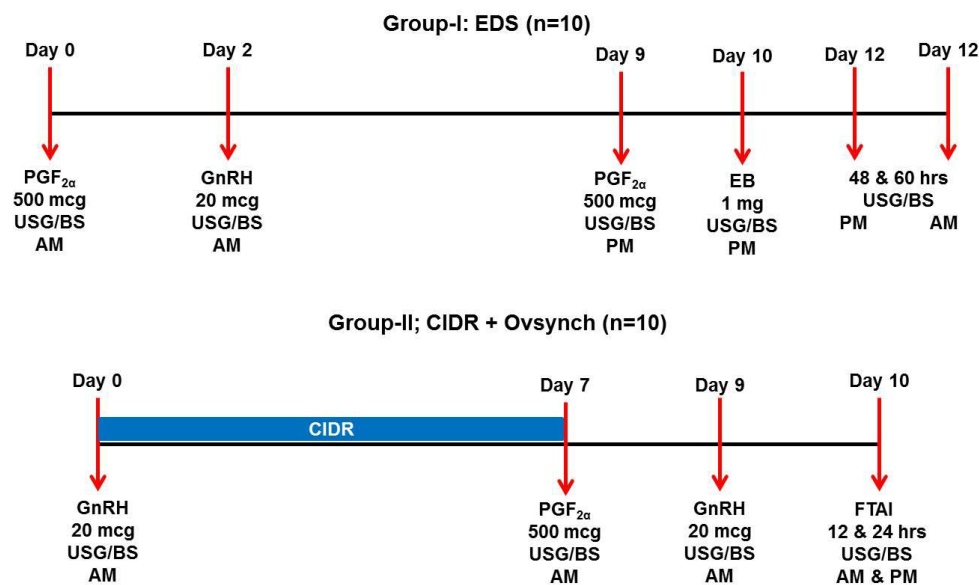 Group-I: EDS (n=10)
Day 0
Day 2
Day 9
Day 10
Day 12
Day 12
PGF2α
500 mcg
USG/BS
AM
GnRH
20 mcg
USG/BS
AM
PGF2α
500 mcg
USG/BS
PM
EB
1 mg
USG/BS
PM
48 & 60 hrs
USG/BS
PM
AM
Group-II; CIDR + Ovsynch (n=10)
Day 0
Day 7
Day 9
Day 10
CIDR
GnRH
20 mcg
USG/BS
AM
PGF2α
500 mcg
USG/BS
AM
GnRH
20 mcg
USG/BS
AM
FTAI
12 & 24 hrs
USG/BS
AM & PM